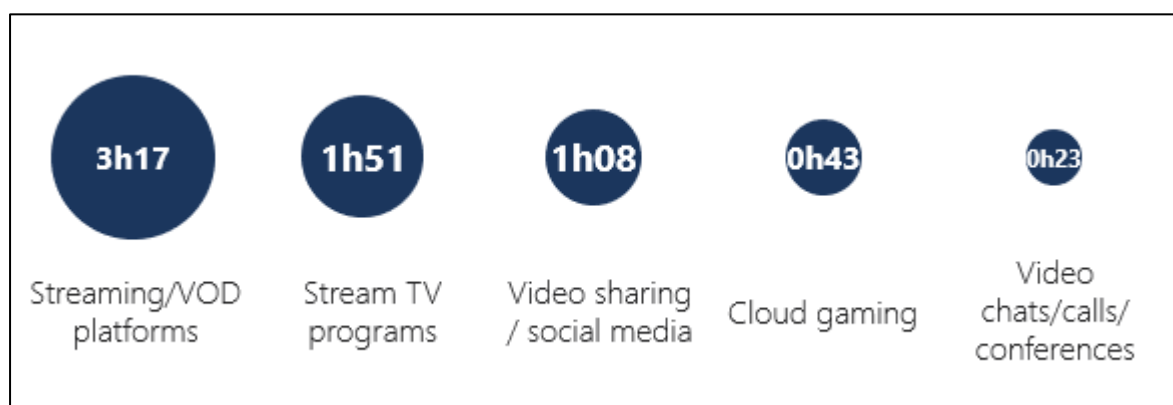 3h17
1h51
1h08
0h43
0h23
Streaming/VOD
platforms
Stream TV
programs
Video sharing
/ social media
Cloud gaming
Video
chats/calls/
conferences